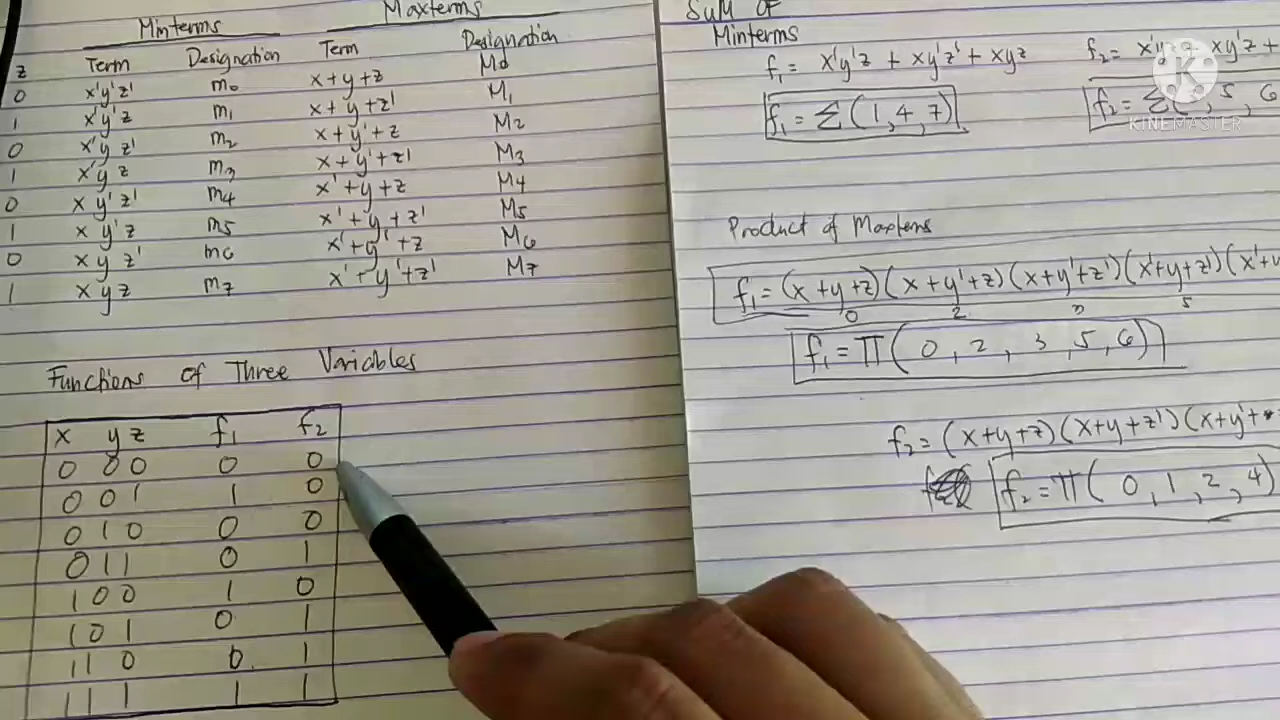 Minterms Maxterms
z Term Designation Term Designation
0 x'y'z' m0 x+y+z M0
1 x'y'z m1 x+y+z' M1
0 x'y z' m2 x+y'+z M2
1 x'y z m3 x+y'+z' M3
0 x y'z' m4 x'+y+z M4
1 x y'z m5 x'+y+z' M5
0 x y z' m6 x'+y'+z M6
1 x y z m7 x'+y'+z' M7
Functions of Three Variables
x y z f1 f2
0 0 0 0 0
0 0 1 1 0
0 1 0 0 0
0 1 1 0 1
1 0 0 1 0
1 0 1 0 1
1 1 0 0 1
1 1 1 1 1
Sum of
Minterms
f1 = x'y'z + xy'z' + xyz
f1 = Σ(1,4,7)
f2 = xy'z +
f2 = Σ( , 5, 6
KINEMASTER
Product of Maxterms
f1 = (x+y+z)(x+y'+z)(x+y'+z')(x'+y+z')(x'+y
0 2 3 5
f1 = Π(0, 2, 3, 5, 6)
f2 = (x+y+z)(x+y+z')(x+y'+
f2 = Π(0, 1, 2, 4)